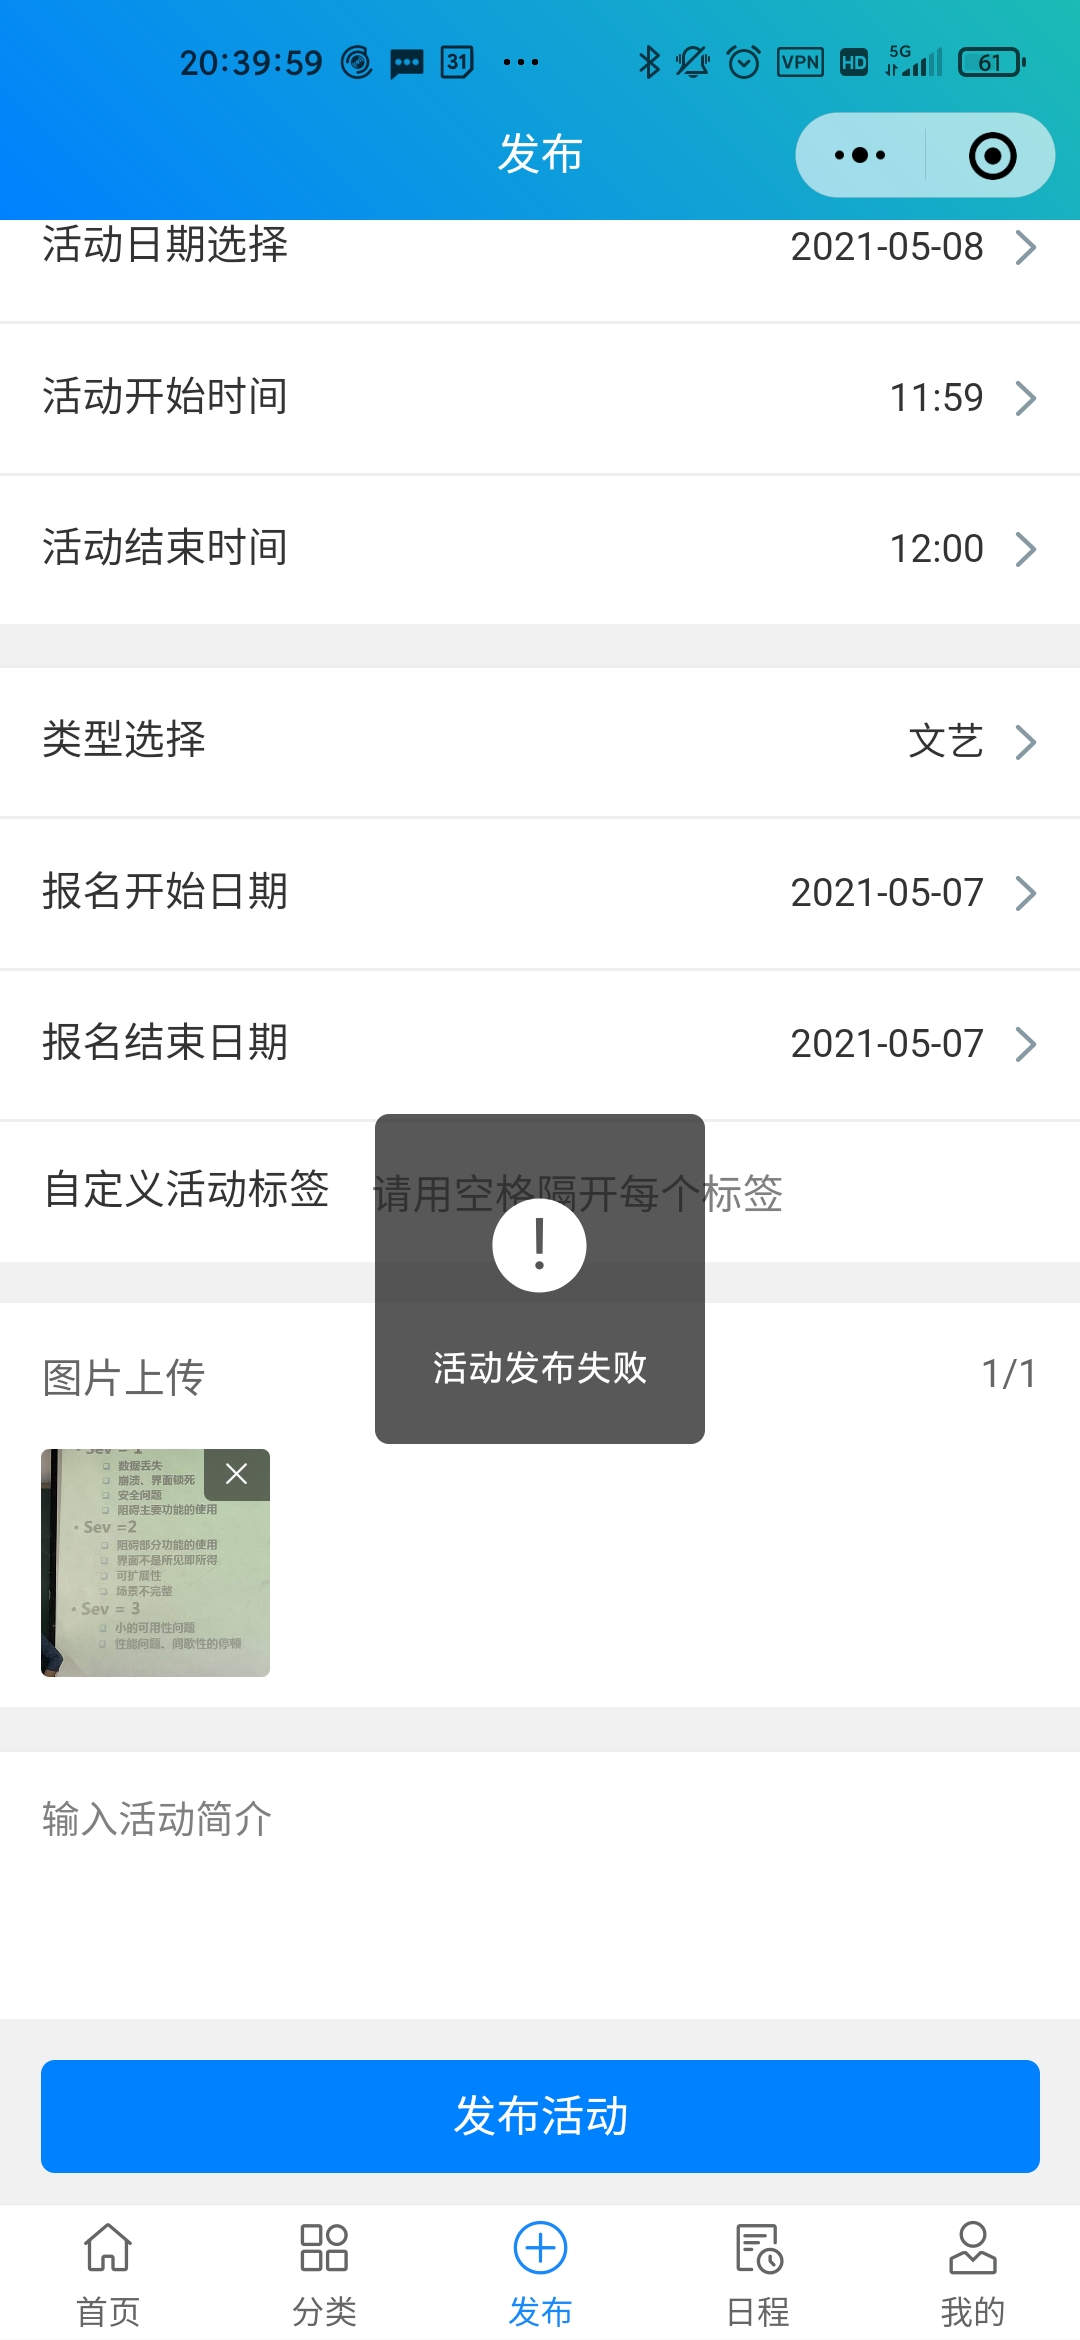 20:39:59 31 VPN HD 5G 61
发布
活动日期选择 2021-05-08
活动开始时间 11:59
活动结束时间 12:00
类型选择 文艺
报名开始日期 2021-05-07
报名结束日期 2021-05-07
自定义活动标签 请用空格隔开每个标签
活动发布失败
图片上传 1/1
· Sev = 1
数据丢失
崩溃、界面锁死
安全问题
阻碍主要功能的使用
· Sev =2
阻碍部分功能的使用
界面不是所见即所得
可扩展性
场景不完整
· Sev = 3
小的可用性问题
性能问题、间歇性的停顿
输入活动简介
发布活动
首页 分类 发布 日程 我的